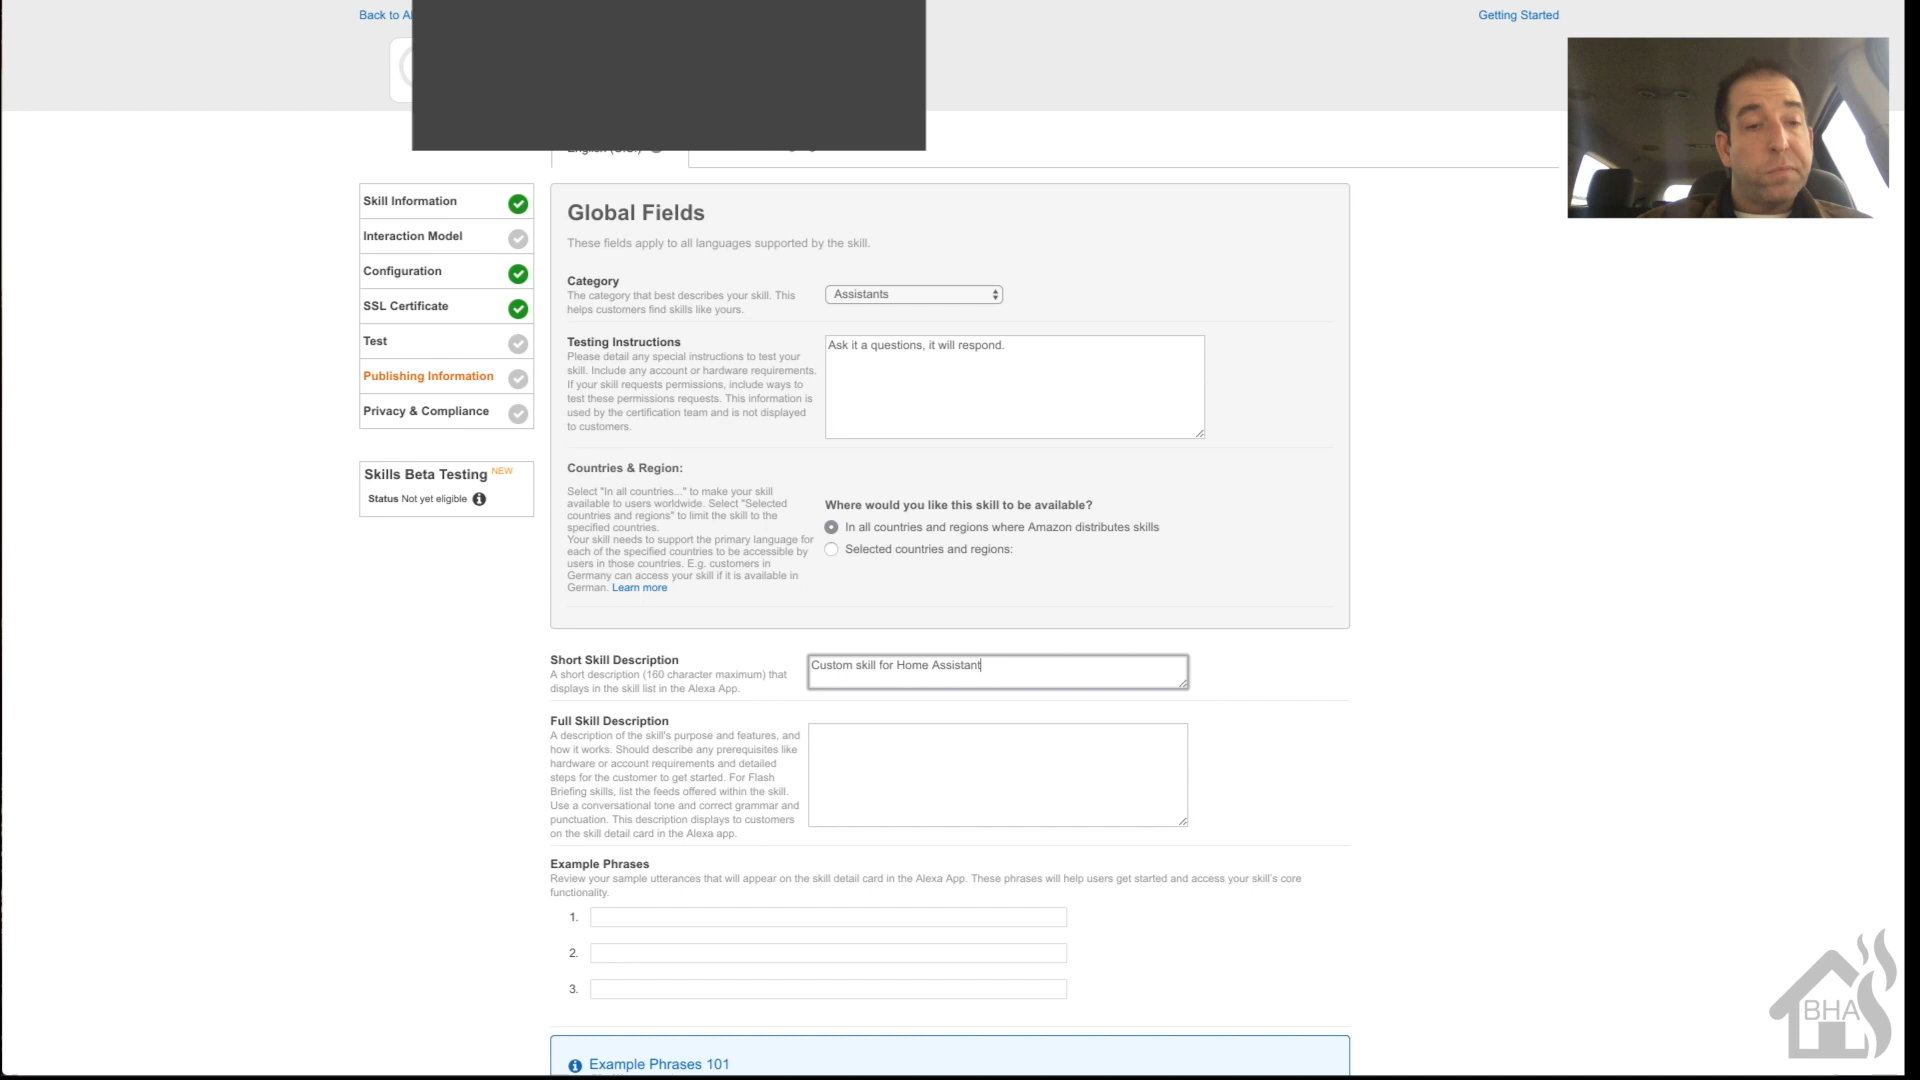 Back to Al
Getting Started
Skill Information
Interaction Model
Configuration
SSL Certificate
Test
Publishing Information
Privacy & Compliance
Skills Beta Testing NEW
Status Not yet eligible
Global Fields
These fields apply to all languages supported by the skill.
Category
The category that best describes your skill. This
helps customers find skills like yours.
Assistants
Testing Instructions
Please detail any special instructions to test your
skill. Include any account or hardware requirements.
If your skill requests permissions, include ways to
test these permissions requests. This information is
used by the certification team and is not displayed
to customers.
Ask it a questions, it will respond.
Countries & Region:
Select "In all countries..." to make your skill
available to users worldwide. Select "Selected
countries and regions" to limit the skill to the
specified countries.
Your skill needs to support the primary language for
each of the specified countries to be accessible by
users in those countries. E.g. customers in
Germany can access your skill if it is available in
German. Learn more
Where would you like this skill to be available?
In all countries and regions where Amazon distributes skills
Selected countries and regions:
Short Skill Description
A short description (160 character maximum) that
displays in the skill list in the Alexa App.
Custom skill for Home Assistant
Full Skill Description
A description of the skill's purpose and features, and
how it works. Should describe any prerequisites like
hardware or account requirements and detailed
steps for the customer to get started. For Flash
Briefing skills, list the feeds offered within the skill.
Use a conversational tone and correct grammar and
punctuation. This description displays to customers
on the skill detail card in the Alexa app.
Example Phrases
Review your sample utterances that will appear on the skill detail card in the Alexa App. These phrases will help users get started and access your skill's core
functionality.
1.
2.
3.
Example Phrases 101
BHA